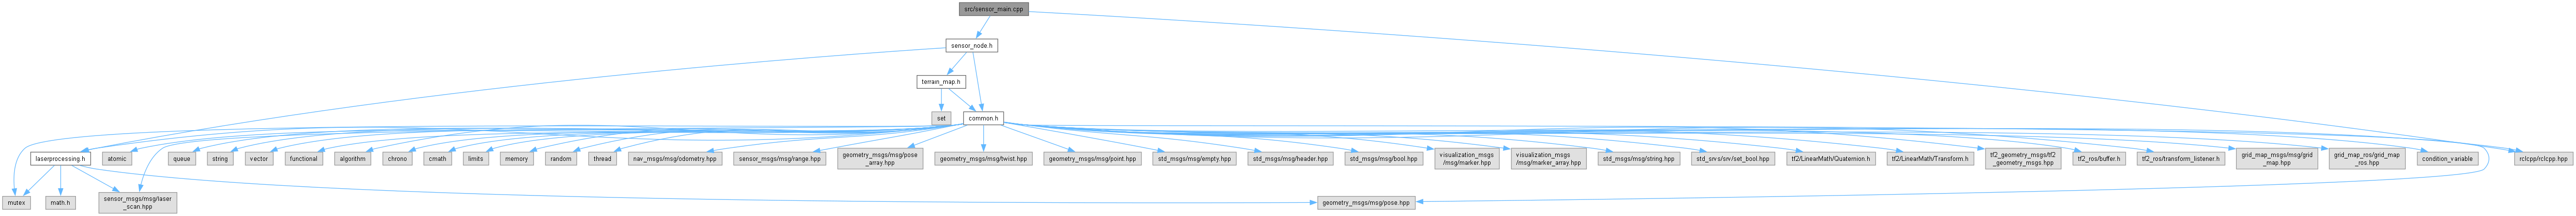 src/sensor_main.cpp
sensor_node.h
terrain_map.h
set
common.h
laserprocessing.h
atomic
queue
string
vector
functional
algorithm
chrono
cmath
limits
memory
random
thread
nav_msgs/msg/odometry.hpp
sensor_msgs/msg/range.hpp
geometry_msgs/msg/pose
_array.hpp
geometry_msgs/msg/twist.hpp
geometry_msgs/msg/point.hpp
std_msgs/msg/empty.hpp
std_msgs/msg/header.hpp
std_msgs/msg/bool.hpp
visualization_msgs
/msg/marker.hpp
visualization_msgs
/msg/marker_array.hpp
std_msgs/msg/string.hpp
std_srvs/srv/set_bool.hpp
tf2/LinearMath/Quaternion.h
tf2/LinearMath/Transform.h
tf2_geometry_msgs/tf2
_geometry_msgs.hpp
tf2_ros/buffer.h
tf2_ros/transform_listener.h
grid_map_msgs/msg/grid
_map.hpp
grid_map_ros/grid_map
_ros.hpp
condition_variable
rclcpp/rclcpp.hpp
mutex
math.h
sensor_msgs/msg/laser
_scan.hpp
geometry_msgs/msg/pose.hpp